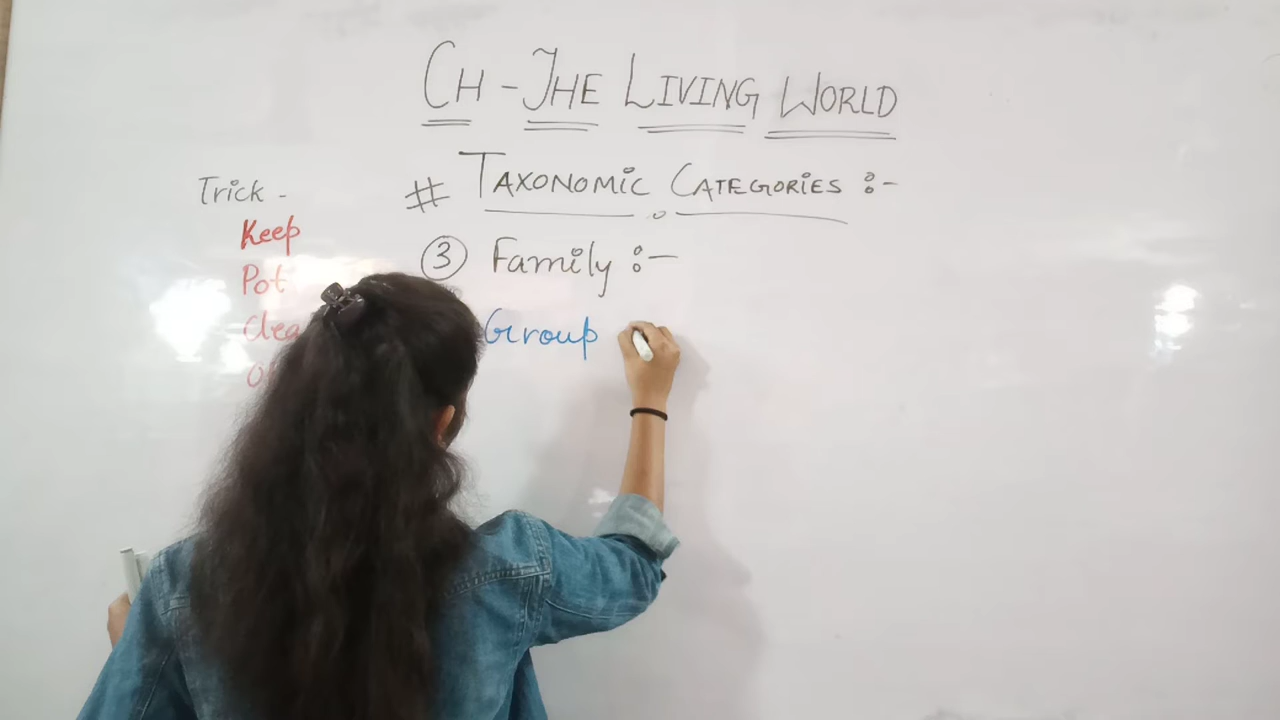 CH - THE LIVING WORLD
# TAXONOMIC CATEGORIES :-
Trick -
Keep
Pot
③ Family :-
Group